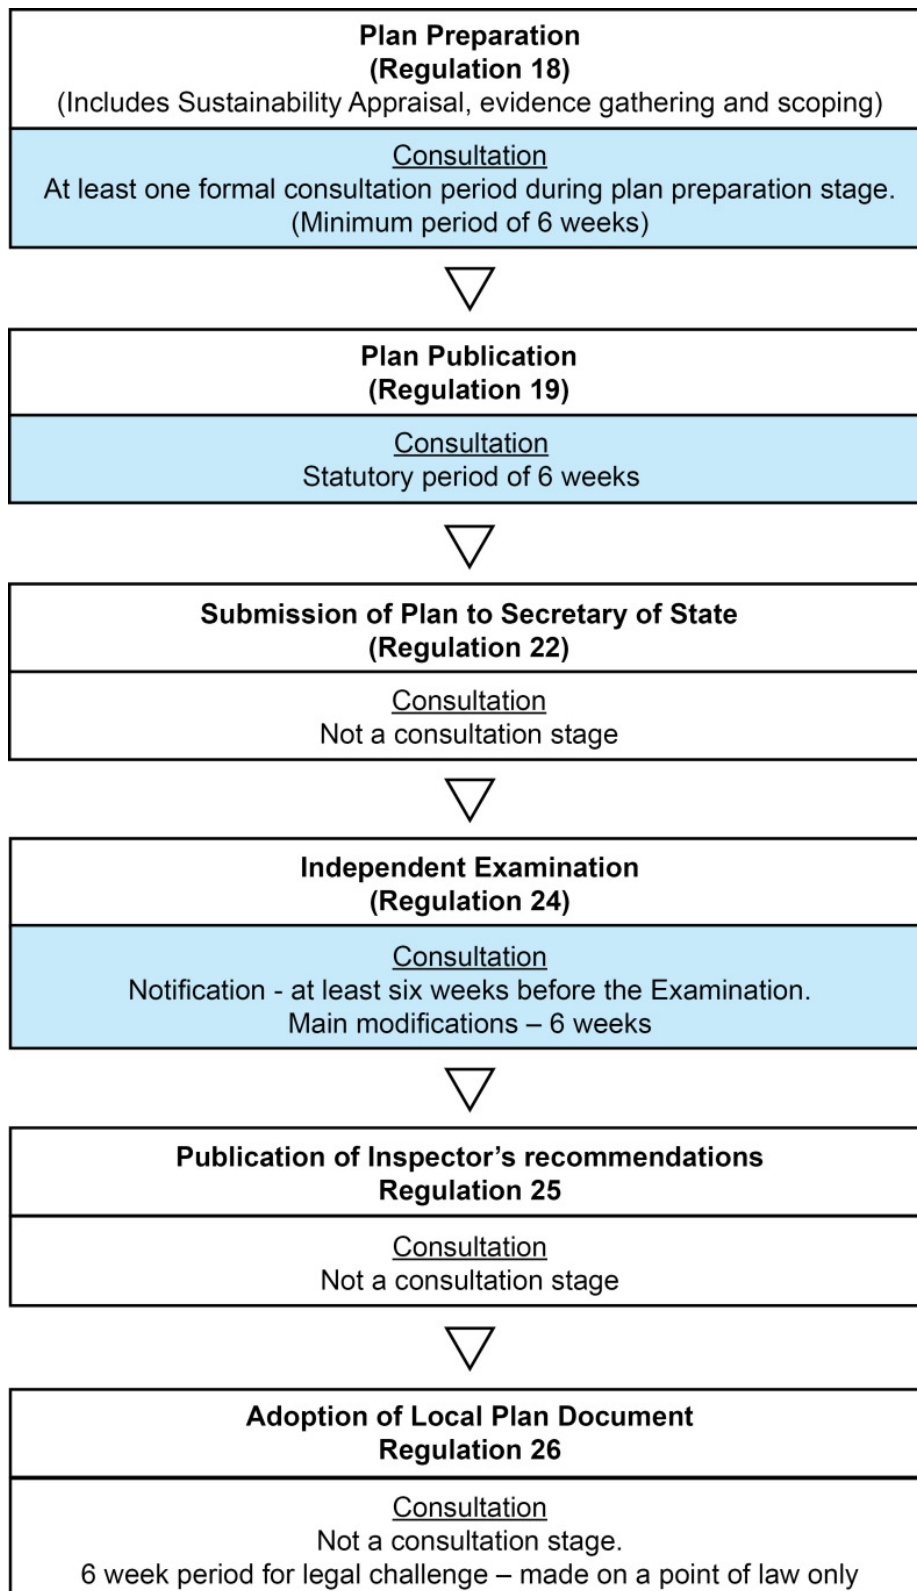 Plan Preparation
(Regulation 18)
(Includes Sustainability Appraisal, evidence gathering and scoping)
Consultation
At least one formal consultation period during plan preparation stage.
(Minimum period of 6 weeks)
Plan Publication
(Regulation 19)
Consultation
Statutory period of 6 weeks
Submission of Plan to Secretary of State
(Regulation 22)
Consultation
Not a consultation stage
Independent Examination
(Regulation 24)
Consultation
Notification - at least six weeks before the Examination.
Main modifications – 6 weeks
Publication of Inspector’s recommendations
Regulation 25
Consultation
Not a consultation stage
Adoption of Local Plan Document
Regulation 26
Consultation
Not a consultation stage.
6 week period for legal challenge – made on a point of law only